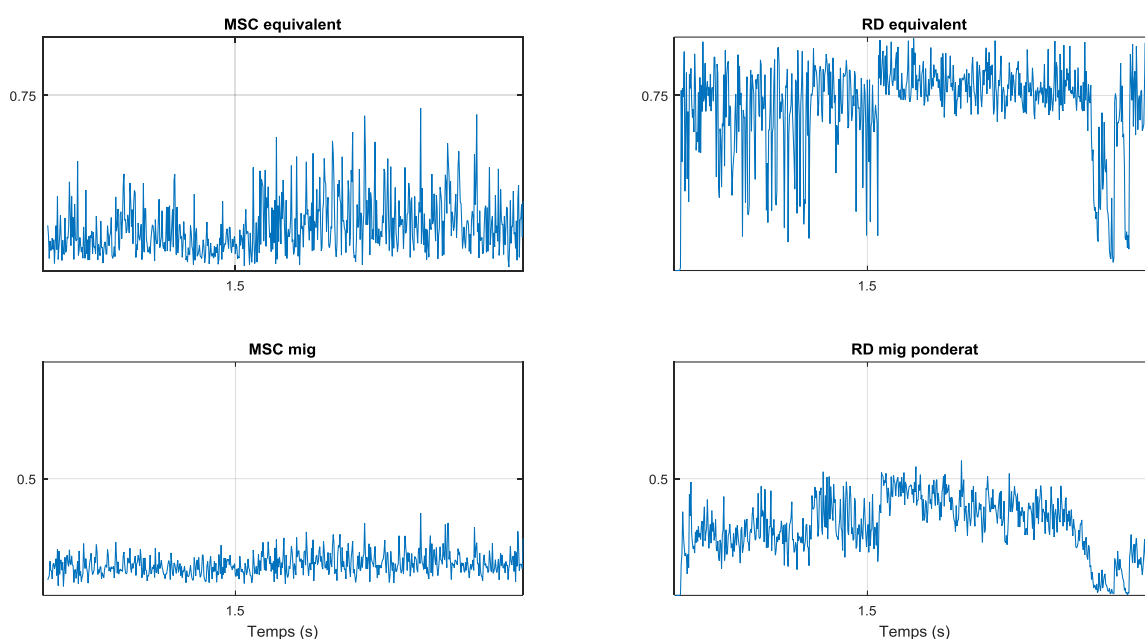 MSC equivalent
0.75
1.5
RD equivalent
0.75
1.5
MSC mig
0.5
1.5
Temps (s)
RD mig ponderat
0.5
1.5
Temps (s)